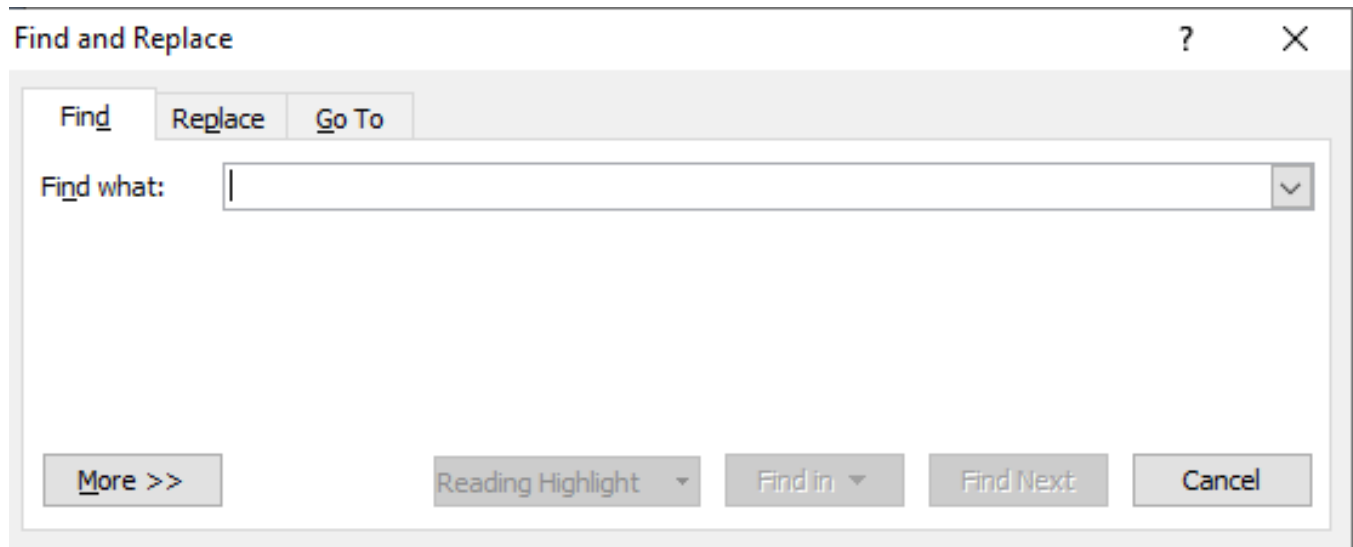 Find and Replace ?
Find Replace Go To
Find what:
More >> Reading Highlight Find in Find Next Cancel